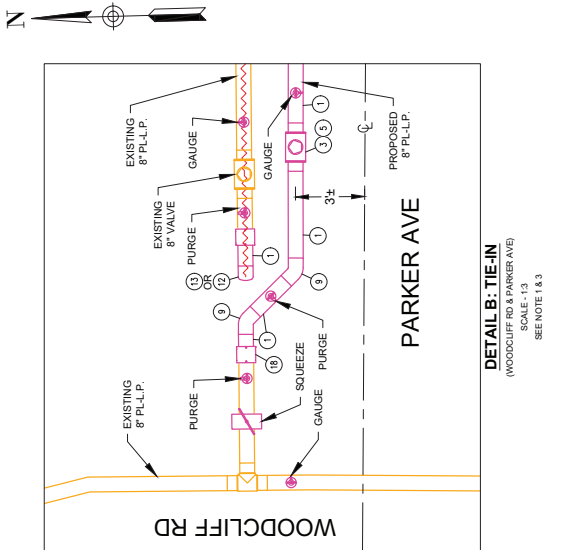 N
EXISTING
8" PL-L.P.
GAUGE
EXISTING
8" VALVE
PURGE
13
OR
12
1
GAUGE
1
PROPOSED
8" PL-L.P.
3 5
℄
3'±
1
9
9
1
18
PURGE
SQUEEZE
PURGE
GAUGE
EXISTING
8" PL-L.P.
PARKER AVE
WOODCLIFF RD
DETAIL B: TIE-IN
(WOODCLIFF RD & PARKER AVE)
SCALE - 1:3
SEE NOTE 1 & 3